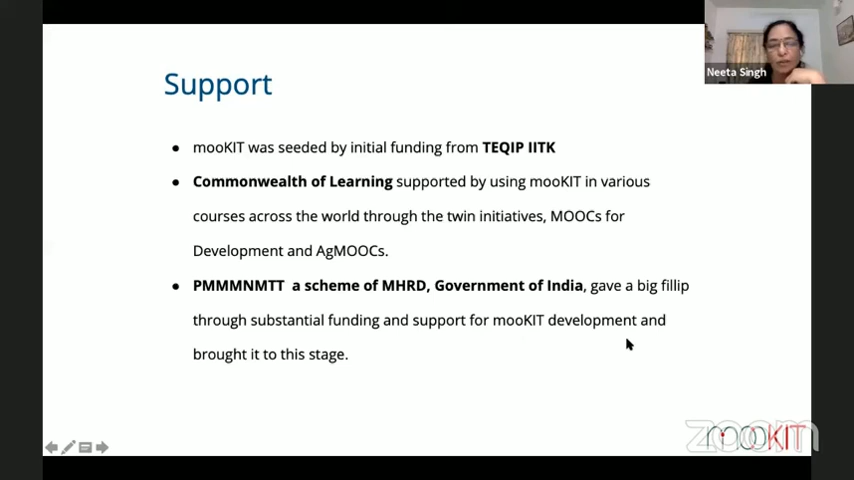 Neeta Singh
Support
• mooKIT was seeded by initial funding from TEQIP IITK
• Commonwealth of Learning supported by using mooKIT in various
courses across the world through the twin initiatives, MOOCs for
Development and AgMOOCs.
• PMMMNMTT a scheme of MHRD, Government of India, gave a big fillip
through substantial funding and support for mooKIT development and
brought it to this stage.
zoom
mooKIT